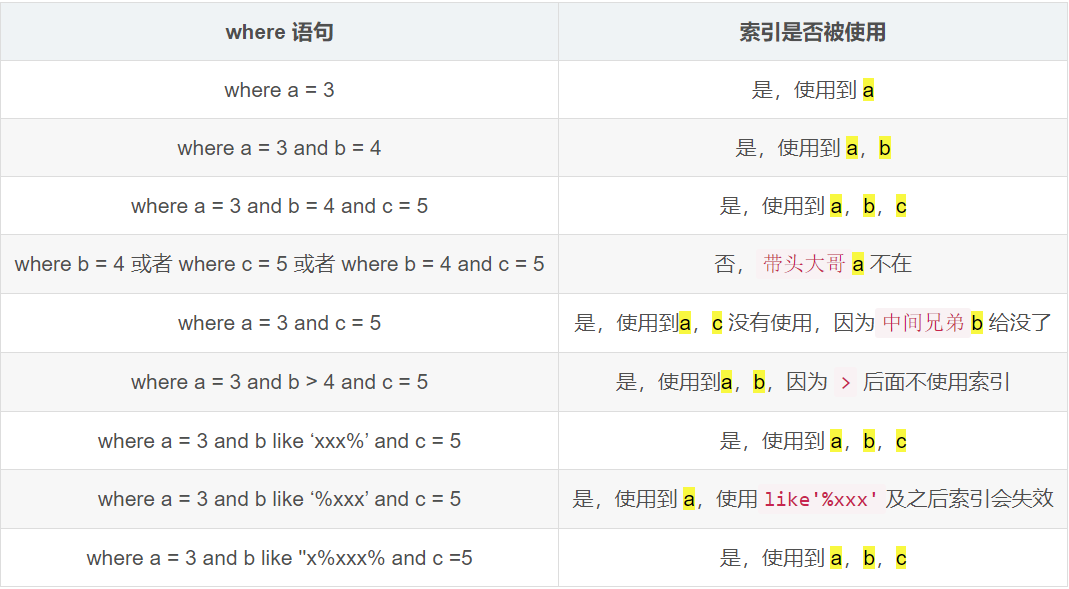 where 语句 索引是否被使用
where a = 3 是，使用到 a
where a = 3 and b = 4 是，使用到 a，b
where a = 3 and b = 4 and c = 5 是，使用到 a，b，c
where b = 4 或者 where c = 5 或者 where b = 4 and c = 5 否， 带头大哥 a 不在
where a = 3 and c = 5 是，使用到a，c 没有使用，因为 中间兄弟 b 给没了
where a = 3 and b > 4 and c = 5 是，使用到a，b，因为 > 后面不使用索引
where a = 3 and b like ‘xxx%’ and c = 5 是，使用到 a，b，c
where a = 3 and b like ‘%xxx’ and c = 5 是，使用到 a，使用 like'%xxx' 及之后索引会失效
where a = 3 and b like "x%xxx% and c =5 是，使用到 a，b，c